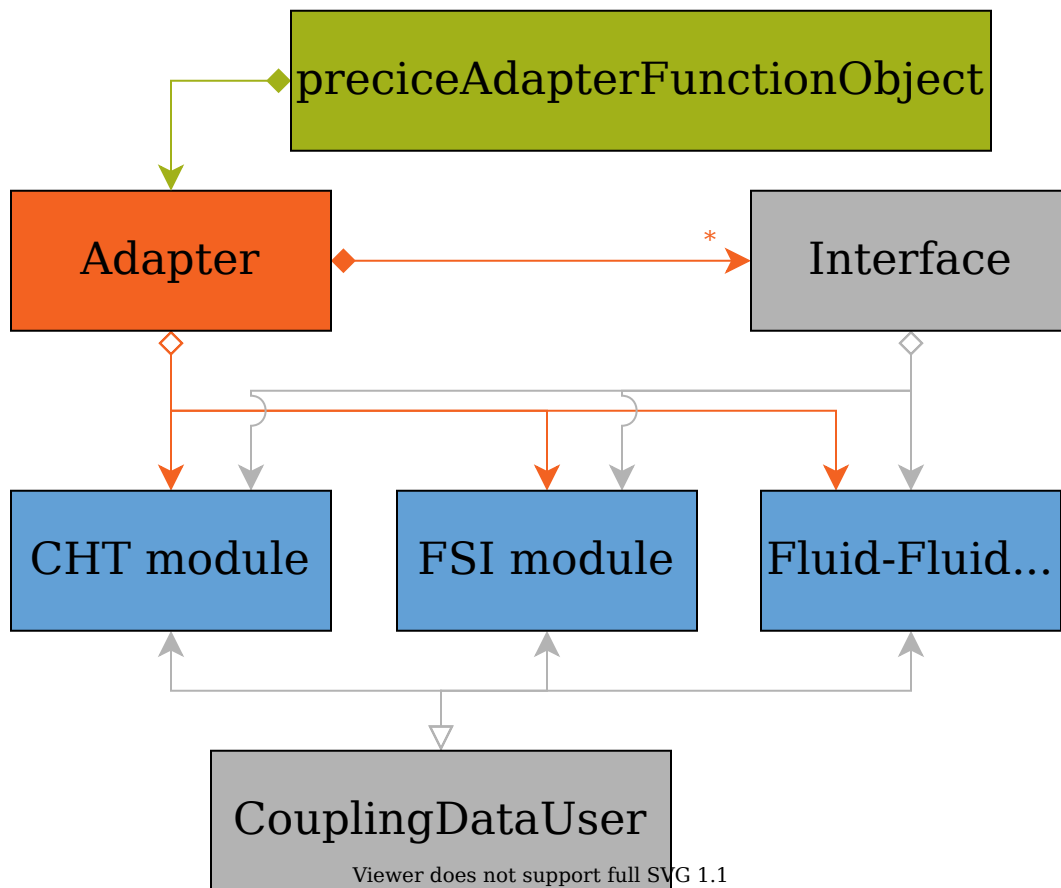 preciceAdapterFunctionObject
Adapter
*
Interface
CHT module
FSI module
Fluid-Fluid...
CouplingDataUser
Viewer does not support full SVG 1.1